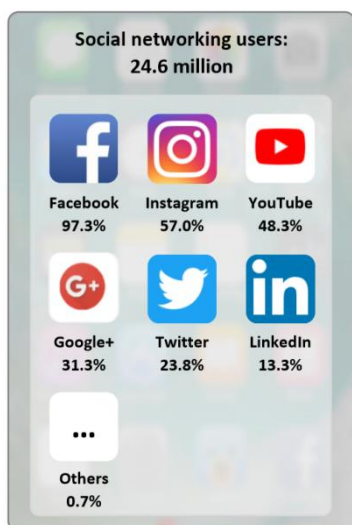 Social networking users:
24.6 million
Facebook
97.3%
Instagram
57.0%
YouTube
48.3%
G+
Google+
31.3%
Twitter
23.8%
in
LinkedIn
13.3%
...
Others
0.7%